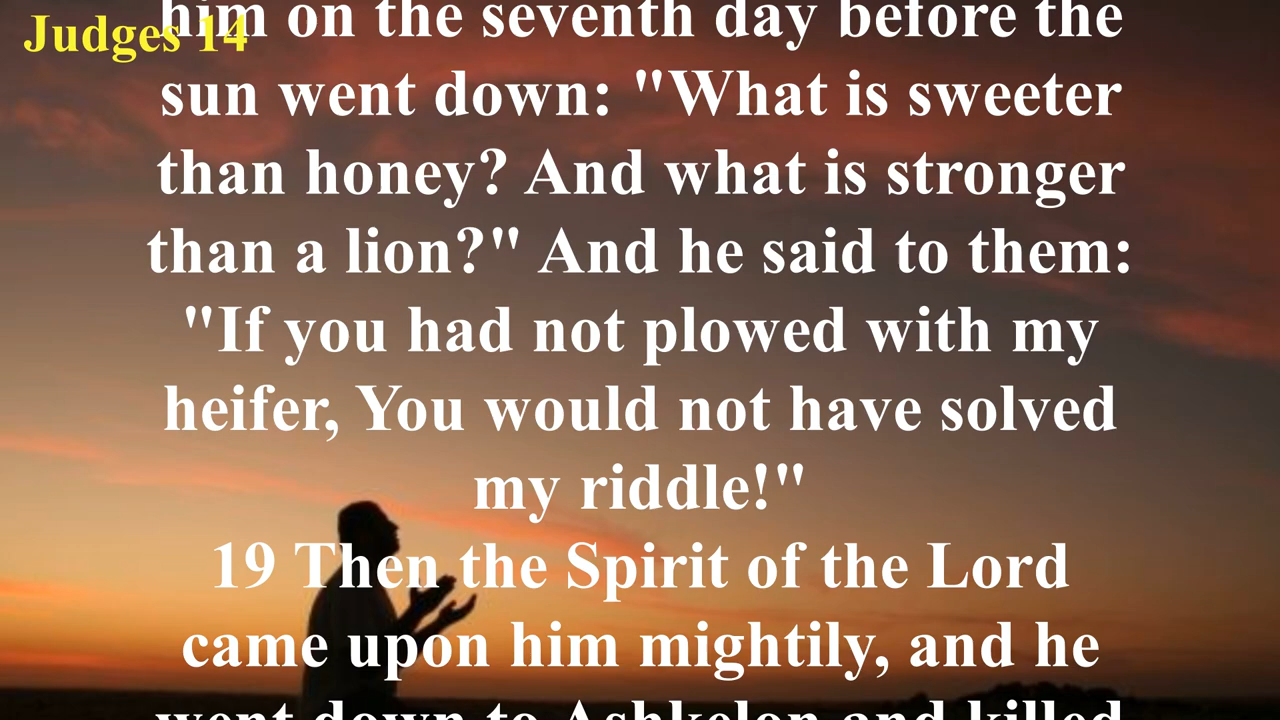 Judges 14
him on the seventh day before the
sun went down: "What is sweeter
than honey? And what is stronger
than a lion?" And he said to them:
"If you had not plowed with my
heifer, You would not have solved
my riddle!"
19 Then the Spirit of the Lord
came upon him mightily, and he
went down to Ashkelon and killed